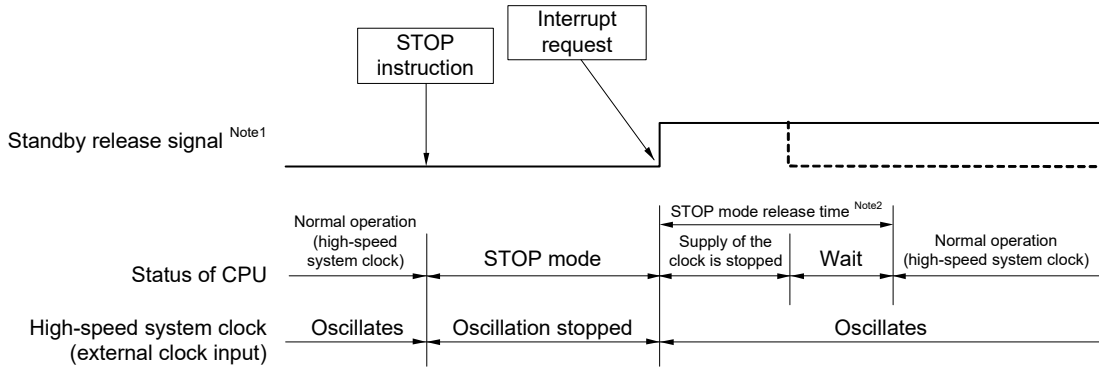 STOP
instruction
Interrupt
request
Standby release signal Note1
STOP mode release time Note2
Status of CPU
Normal operation
(high-speed
system clock)
STOP mode
Supply of the
clock is stopped
Wait
Normal operation
(high-speed system clock)
High-speed system clock
(external clock input)
Oscillates
Oscillation stopped
Oscillates